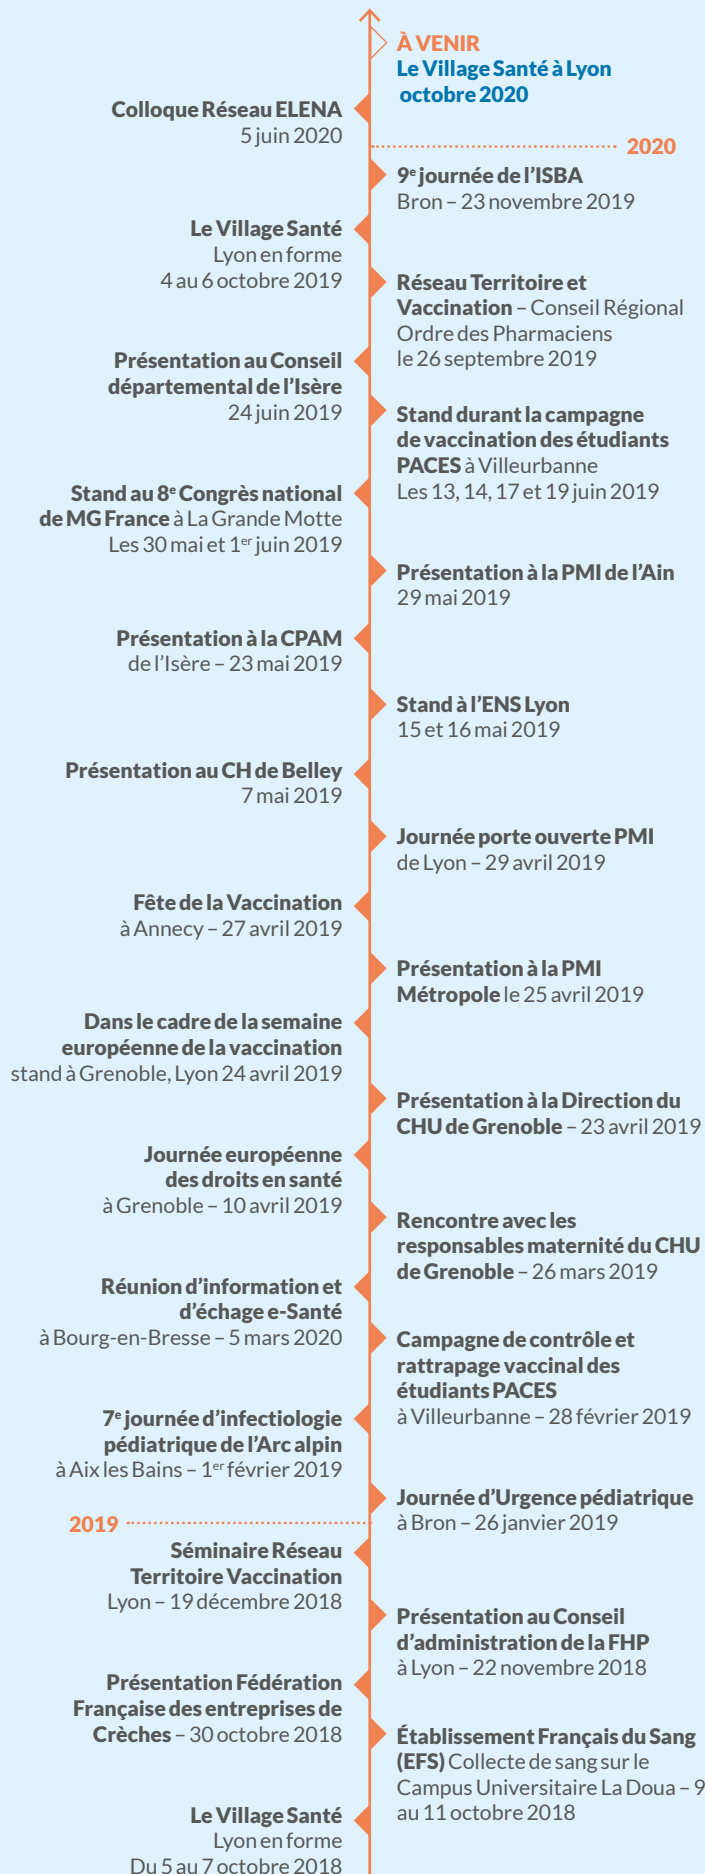 À VENIR
Le Village Santé à Lyon
octobre 2020
Colloque Réseau ELENA
5 juin 2020
2020
9e journée de l'ISBA
Bron – 23 novembre 2019
Le Village Santé
Lyon en forme
4 au 6 octobre 2019
Réseau Territoire et
Vaccination – Conseil Régional
Ordre des Pharmaciens
le 26 septembre 2019
Présentation au Conseil
départemental de l'Isère
24 juin 2019
Stand durant la campagne
de vaccination des étudiants
PACES à Villeurbanne
Les 13, 14, 17 et 19 juin 2019
Stand au 8e Congrès national
de MG France à La Grande Motte
Les 30 mai et 1er juin 2019
Présentation à la PMI de l'Ain
29 mai 2019
Présentation à la CPAM
de l'Isère – 23 mai 2019
Stand à l'ENS Lyon
15 et 16 mai 2019
Présentation au CH de Belley
7 mai 2019
Journée porte ouverte PMI
de Lyon – 29 avril 2019
Fête de la Vaccination
à Annecy – 27 avril 2019
Présentation à la PMI
Métropole le 25 avril 2019
Dans le cadre de la semaine
européenne de la vaccination
stand à Grenoble, Lyon 24 avril 2019
Présentation à la Direction du
CHU de Grenoble – 23 avril 2019
Journée européenne
des droits en santé
à Grenoble – 10 avril 2019
Rencontre avec les
responsables maternité du CHU
de Grenoble – 26 mars 2019
Réunion d'information et
d'échage e-Santé
à Bourg-en-Bresse – 5 mars 2020
Campagne de contrôle et
rattrapage vaccinal des
étudiants PACES
à Villeurbanne – 28 février 2019
7e journée d'infectiologie
pédiatrique de l'Arc alpin
à Aix les Bains – 1er février 2019
Journée d'Urgence pédiatrique
à Bron – 26 janvier 2019
2019
Séminaire Réseau
Territoire Vaccination
Lyon – 19 décembre 2018
Présentation au Conseil
d'administration de la FHP
à Lyon – 22 novembre 2018
Présentation Fédération
Française des entreprises de
Crèches – 30 octobre 2018
Établissement Français du Sang
(EFS) Collecte de sang sur le
Campus Universitaire La Doua – 9
au 11 octobre 2018
Le Village Santé
Lyon en forme
Du 5 au 7 octobre 2018